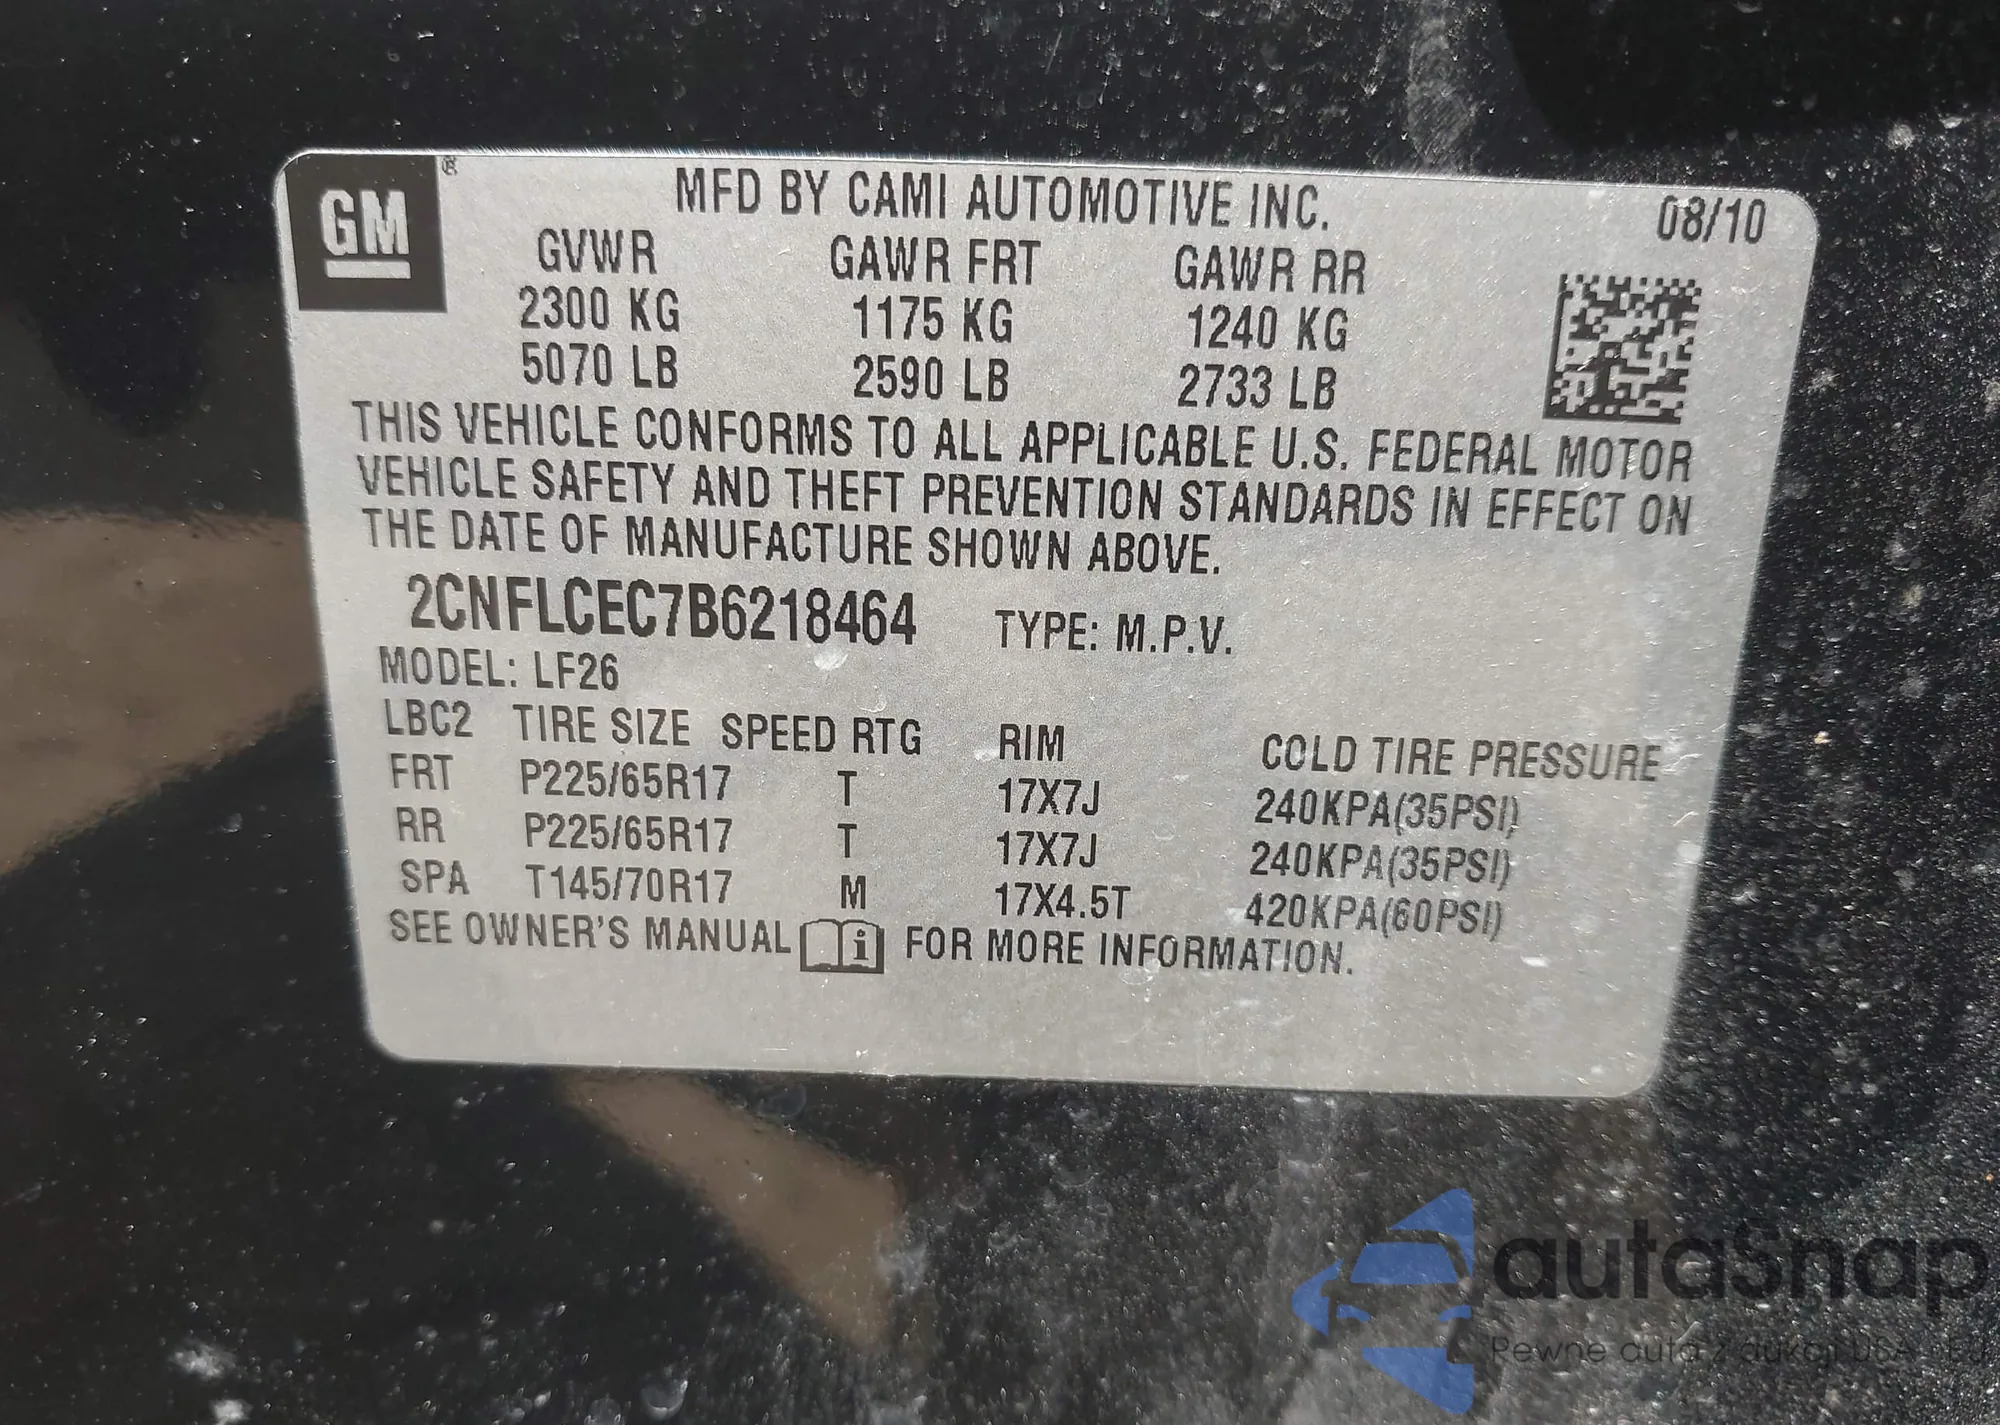 GM ®
MFD BY CAMI AUTOMOTIVE INC. 08/10
GVWR GAWR FRT GAWR RR
2300 KG 1175 KG 1240 KG
5070 LB 2590 LB 2733 LB
THIS VEHICLE CONFORMS TO ALL APPLICABLE U.S. FEDERAL MOTOR
VEHICLE SAFETY AND THEFT PREVENTION STANDARDS IN EFFECT ON
THE DATE OF MANUFACTURE SHOWN ABOVE.
2CNFLCEC7B6218464 TYPE: M.P.V.
MODEL: LF26
LBC2 TIRE SIZE SPEED RTG RIM COLD TIRE PRESSURE
FRT P225/65R17 T 17X7J 240KPA(35PSI)
RR P225/65R17 T 17X7J 240KPA(35PSI)
SPA T145/70R17 M 17X4.5T 420KPA(60PSI)
SEE OWNER'S MANUAL i FOR MORE INFORMATION.
autaSnap
Pewne auta z aukcji USA